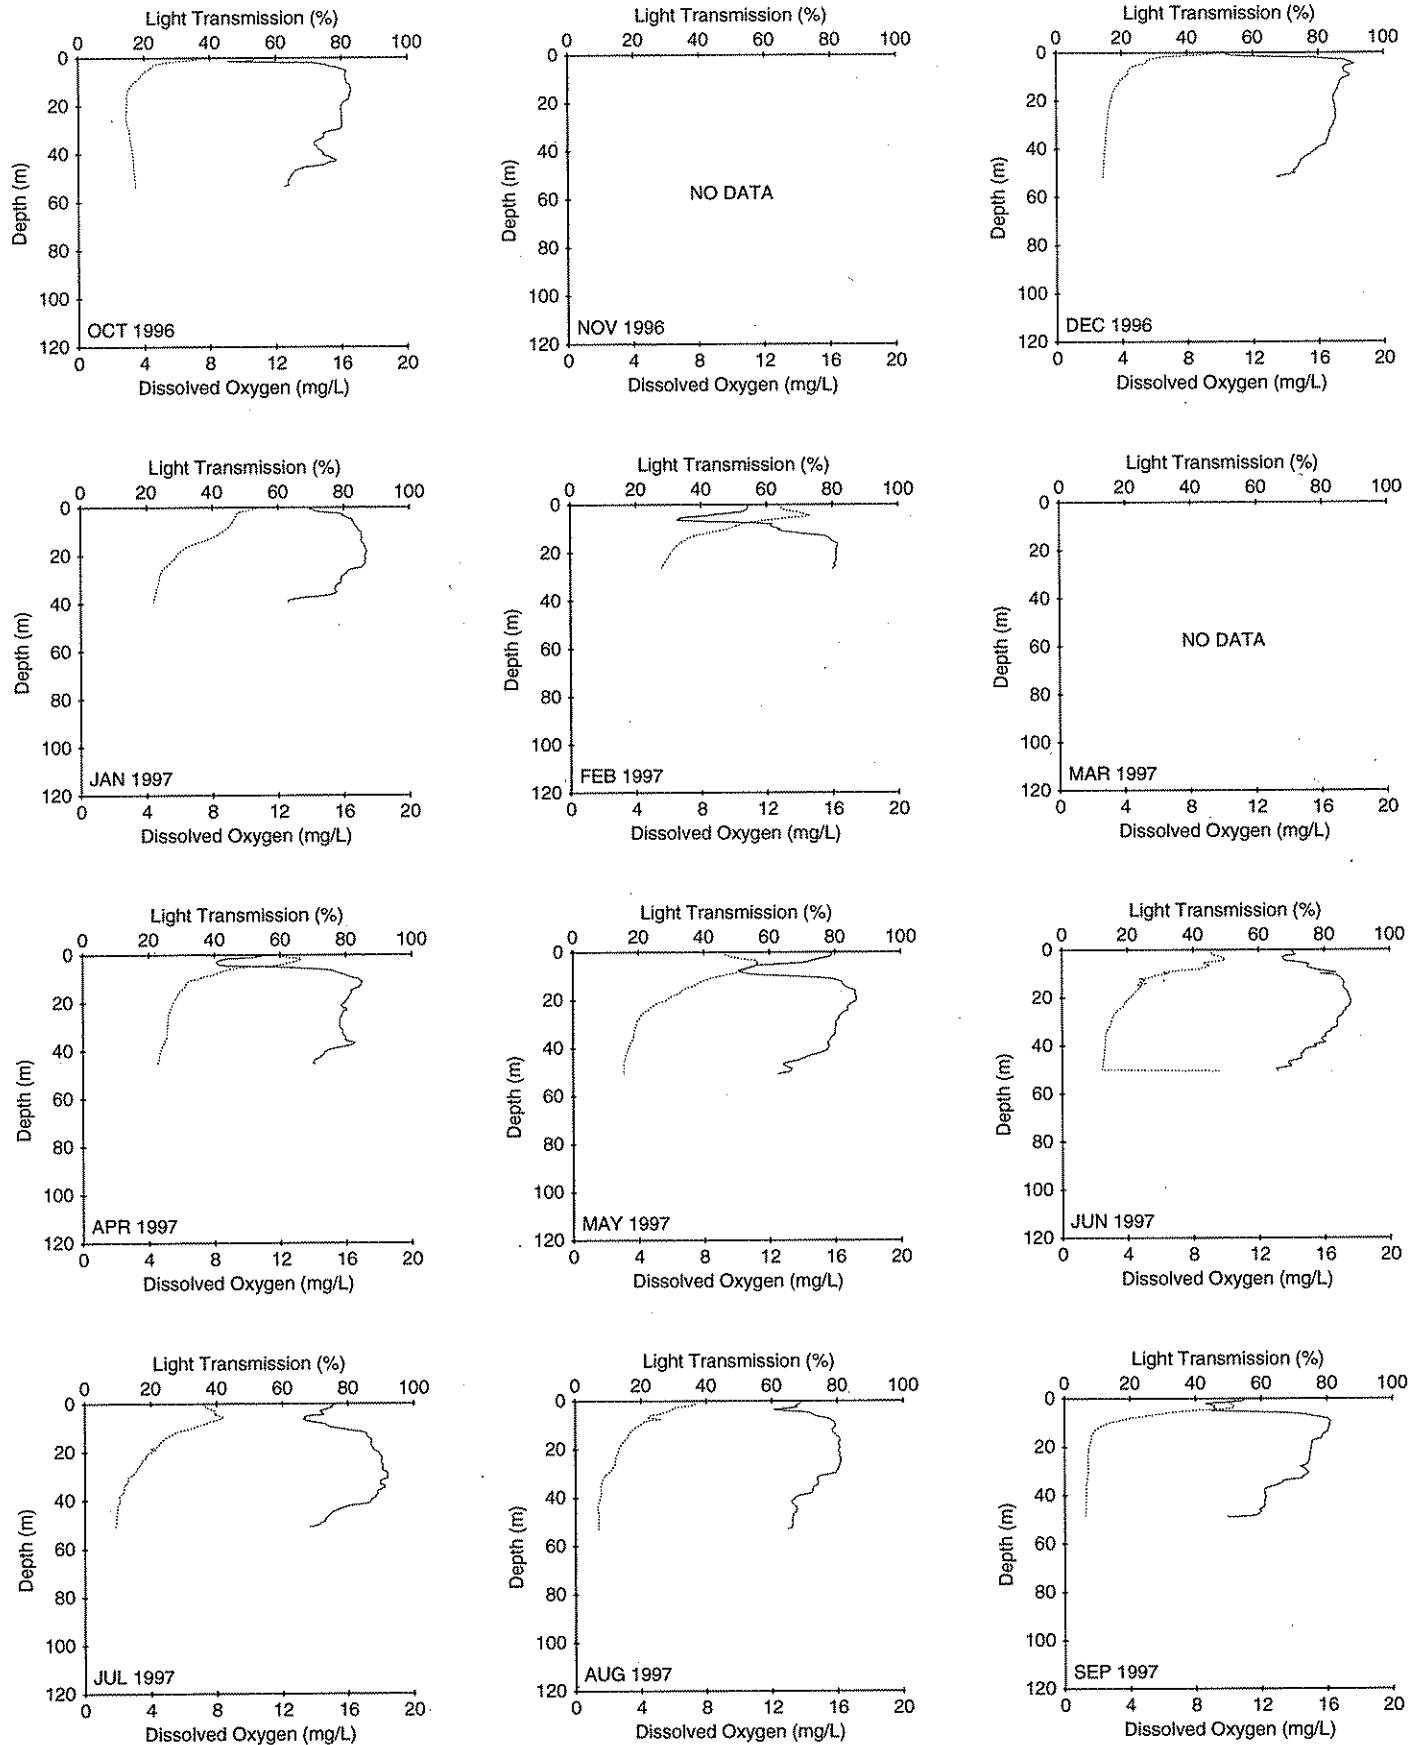 Light Transmission (%)
0 20 40 60 80 100
0
20
40
60
80
100
120
Depth (m)
OCT 1996
0 4 8 12 16 20
Dissolved Oxygen (mg/L)
Light Transmission (%)
0 20 40 60 80 100
0
20
40
60
80
100
120
Depth (m)
NO DATA
NOV 1996
0 4 8 12 16 20
Dissolved Oxygen (mg/L)
Light Transmission (%)
0 20 40 60 80 100
0
20
40
60
80
100
120
Depth (m)
DEC 1996
0 4 8 12 16 20
Dissolved Oxygen (mg/L)
Light Transmission (%)
0 20 40 60 80 100
0
20
40
60
80
100
120
Depth (m)
JAN 1997
0 4 8 12 16 20
Dissolved Oxygen (mg/L)
Light Transmission (%)
0 20 40 60 80 100
0
20
40
60
80
100
120
Depth (m)
FEB 1997
0 4 8 12 16 20
Dissolved Oxygen (mg/L)
Light Transmission (%)
0 20 40 60 80 100
0
20
40
60
80
100
120
Depth (m)
NO DATA
MAR 1997
0 4 8 12 16 20
Dissolved Oxygen (mg/L)
Light Transmission (%)
0 20 40 60 80 100
0
20
40
60
80
100
120
Depth (m)
APR 1997
0 4 8 12 16 20
Dissolved Oxygen (mg/L)
Light Transmission (%)
0 20 40 60 80 100
0
20
40
60
80
100
120
Depth (m)
MAY 1997
0 4 8 12 16 20
Dissolved Oxygen (mg/L)
Light Transmission (%)
0 20 40 60 80 100
0
20
40
60
80
100
120
Depth (m)
JUN 1997
0 4 8 12 16 20
Dissolved Oxygen (mg/L)
Light Transmission (%)
0 20 40 60 80 100
0
20
40
60
80
100
120
Depth (m)
JUL 1997
0 4 8 12 16 20
Dissolved Oxygen (mg/L)
Light Transmission (%)
0 20 40 60 80 100
0
20
40
60
80
100
120
Depth (m)
AUG 1997
0 4 8 12 16 20
Dissolved Oxygen (mg/L)
Light Transmission (%)
0 20 40 60 80 100
0
20
40
60
80
100
120
Depth (m)
SEP 1997
0 4 8 12 16 20
Dissolved Oxygen (mg/L)